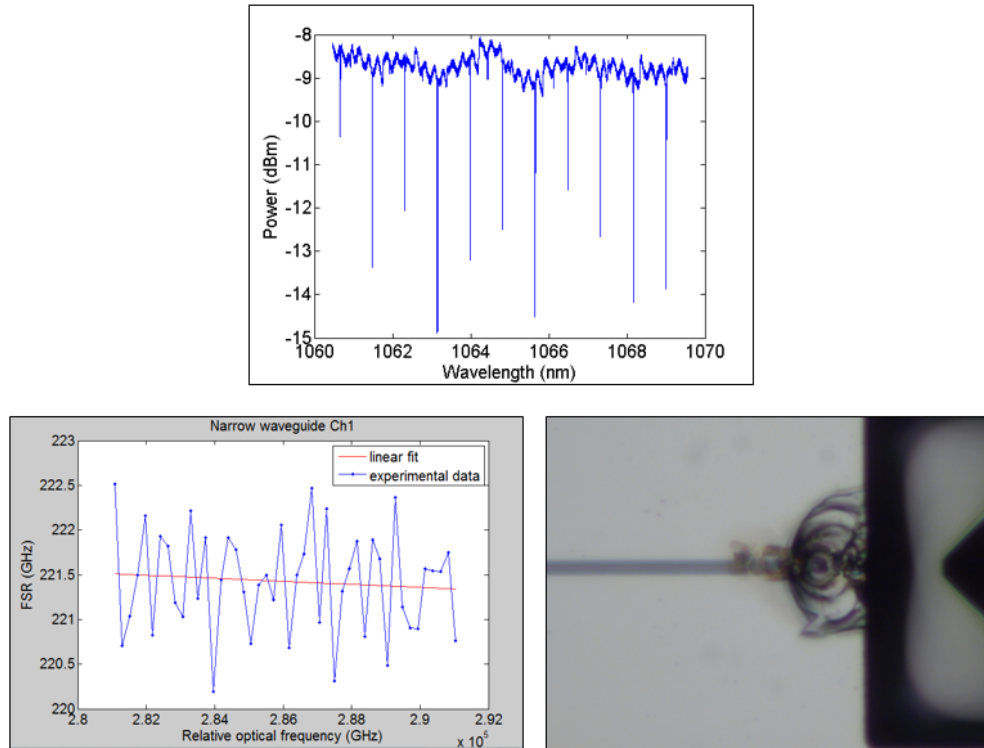 -8
-9
-10
-11
-12
-13
-14
-15
Power (dBm)
1060 1062 1064 1066 1068 1070
Wavelength (nm)
Narrow waveguide Ch1
223
222.5
222
221.5
221
220.5
220
FSR (GHz)
linear fit
experimental data
2.8 2.82 2.84 2.86 2.88 2.9 2.92
Relative optical frequency (GHz)
x 10⁵